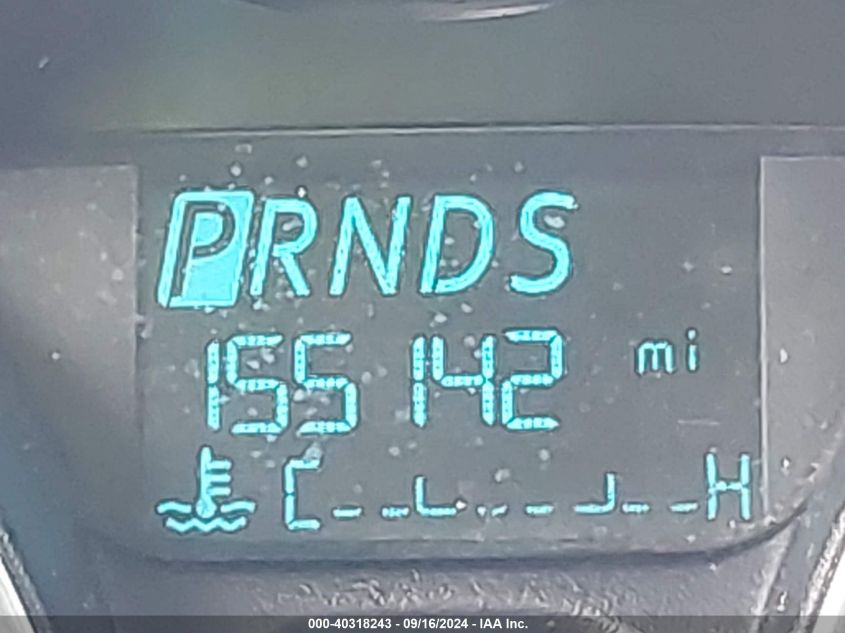 PRNDS
155142 mi
C H
000-40318243 - 09/16/2024 - IAA Inc.